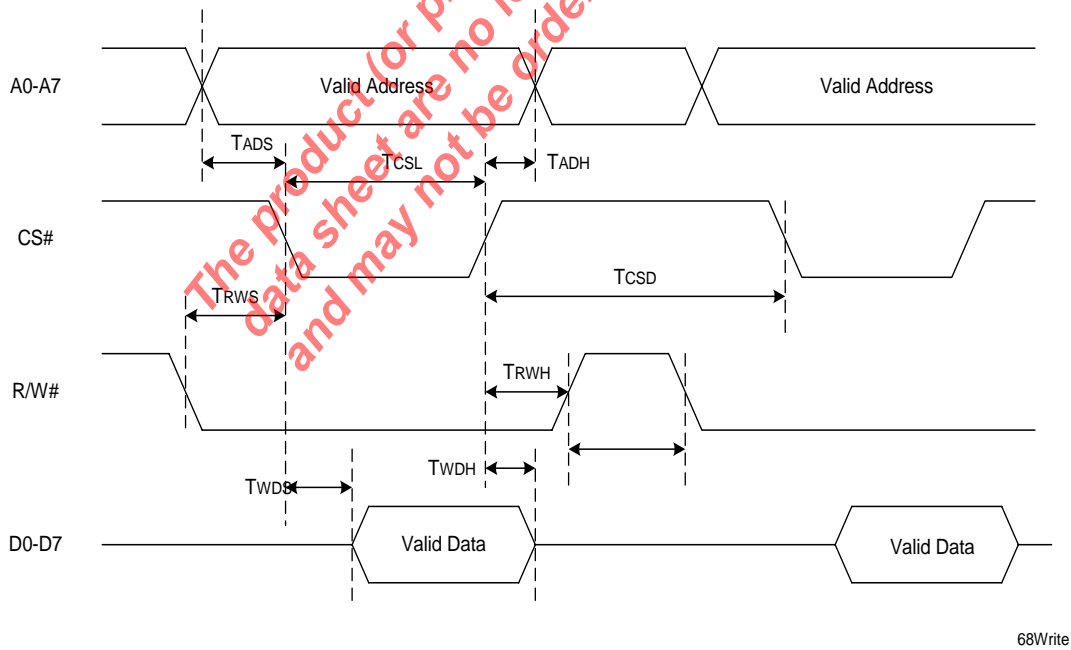 The product (or pr
data sheet are no lo
and may not be orde
A0-A7
Valid Address
Valid Address
TADS
TCSL
TADH
CS#
TCSD
TRWS
R/W#
TRWH
TWDH
TWDS
D0-D7
Valid Data
Valid Data
68Write